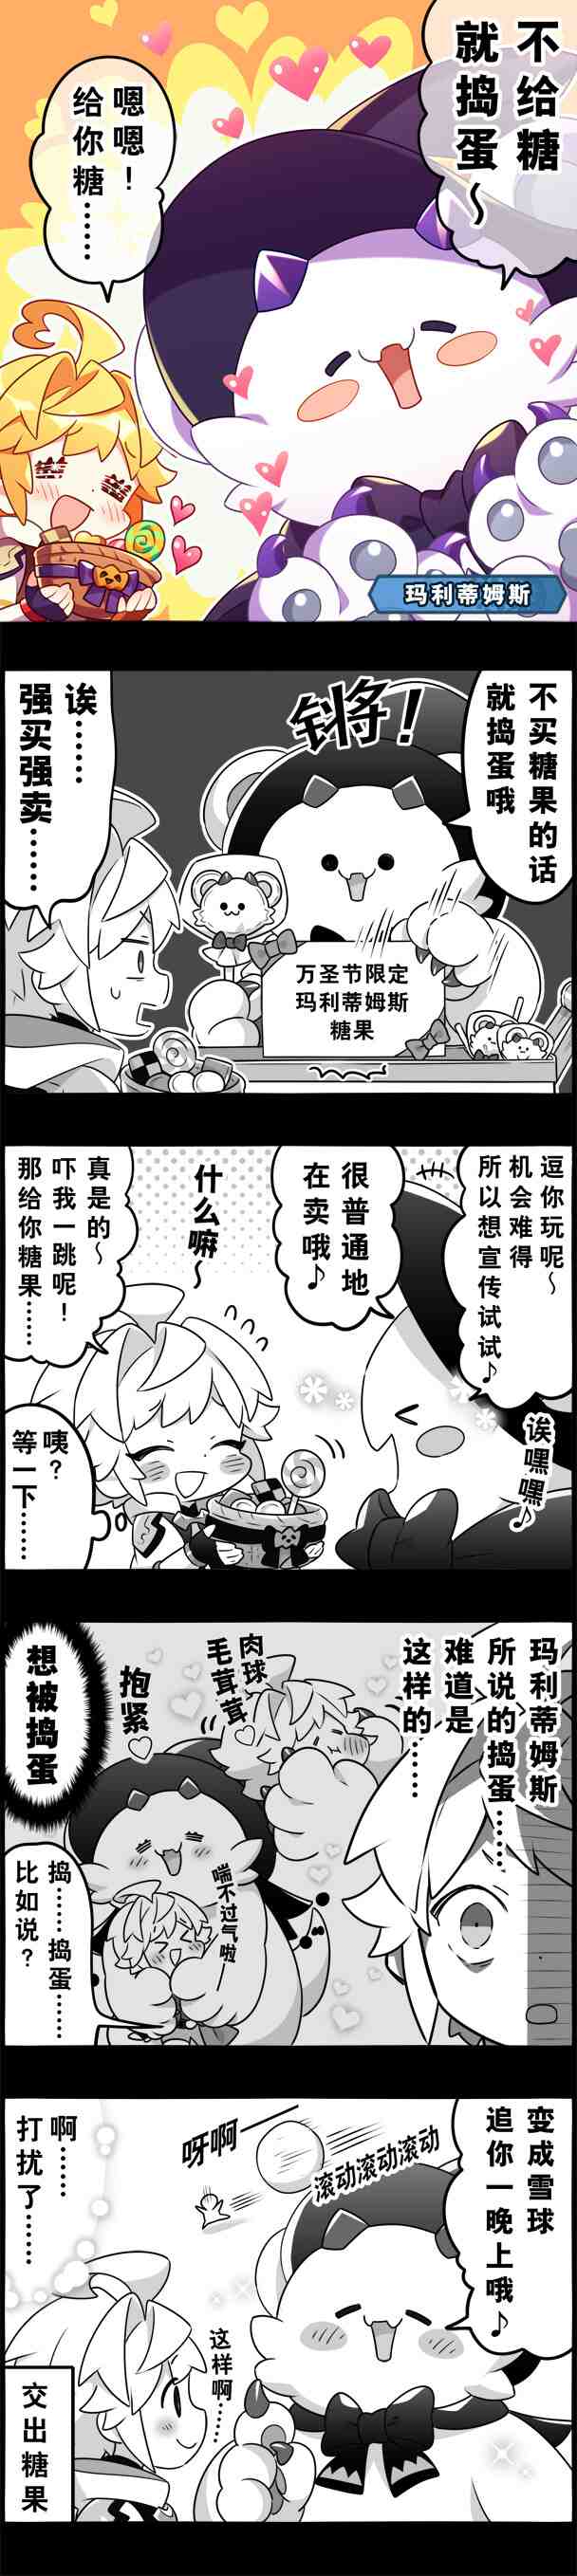 不给糖
就捣蛋～
嗯嗯！
给你糖……
玛利蒂姆斯
不买糖果的话
就捣蛋哦
锵！
诶……
强买强卖……
万圣节限定
玛利蒂姆斯
糖果
逗你玩呢～
机会难得
所以想宣传试试♪
诶嘿嘿♪
很普通地
在卖哦♪
什么嘛～
真是的～
吓我一跳呢！
那给你糖果……
咦？
等一下……
玛利蒂姆斯
所说的捣蛋……
难道是
这样的……
肉球
毛茸茸
抱紧♡
喘不过气啦——
想被捣蛋
捣……捣蛋……
比如说？
变成雪球
追你一晚上哦♪
滚动滚动滚动
呀啊——
啊……
打扰了……
这样啊……
交出糖果